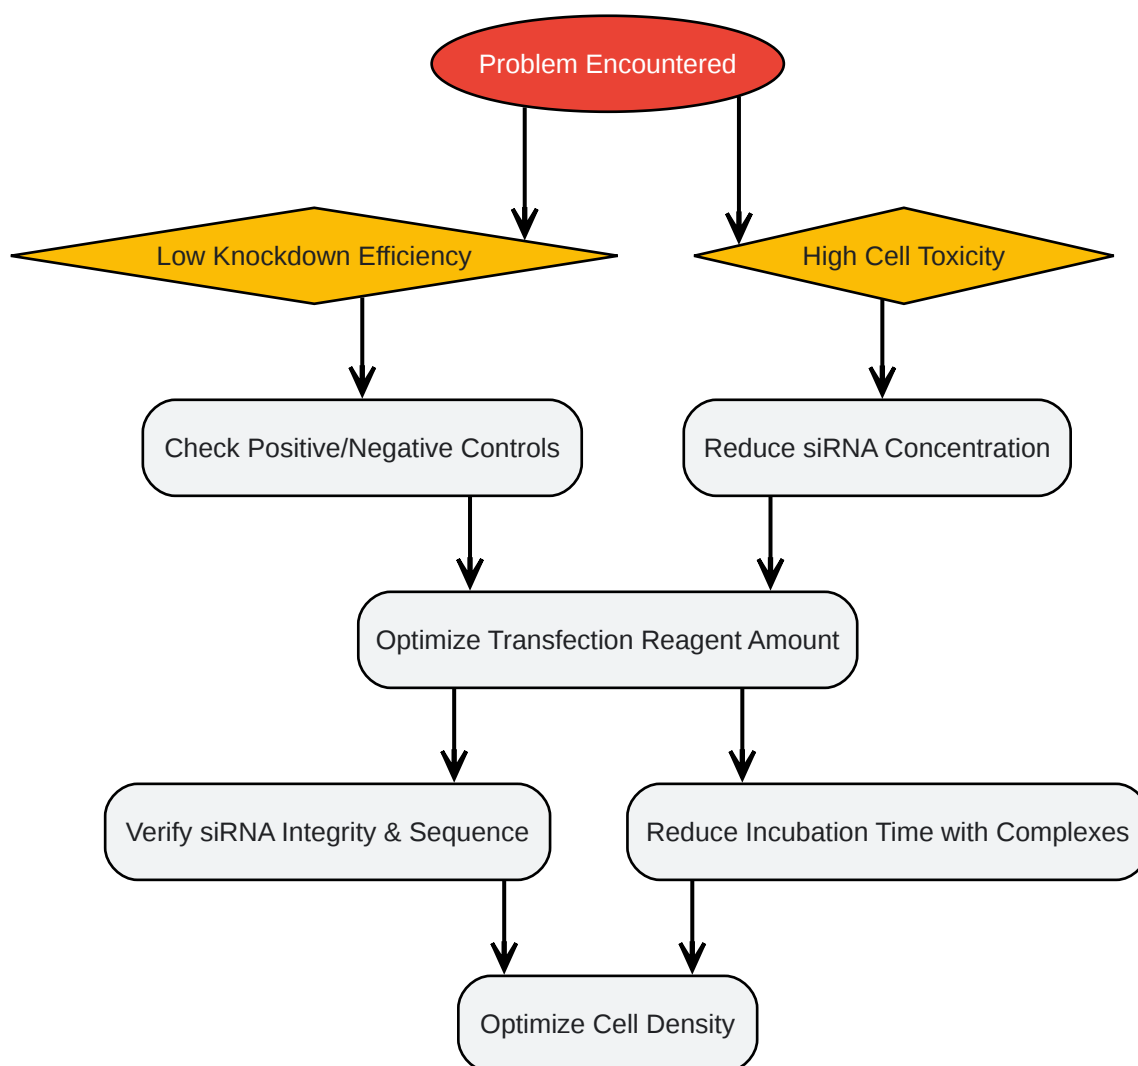 Problem Encountered
Low Knockdown Efficiency
High Cell Toxicity
Check Positive/Negative Controls
Reduce siRNA Concentration
Optimize Transfection Reagent Amount
Verify siRNA Integrity & Sequence
Reduce Incubation Time with Complexes
Optimize Cell Density